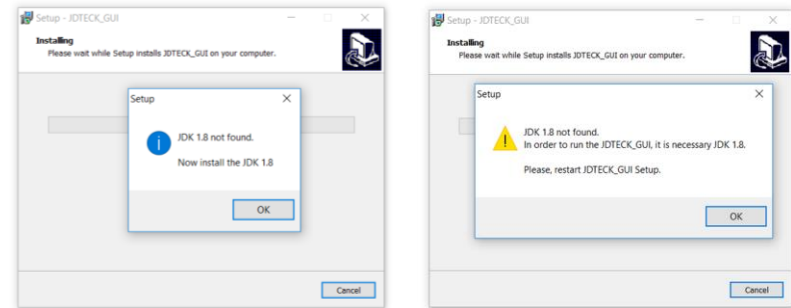 Setup - JDTECK_GUI
Installing
Please wait while Setup installs JDTECK_GUI on your computer.
Setup
JDK 1.8 not found.
Now install the JDK 1.8
OK
Cancel
Setup - JDTECK_GUI
Installing
Please wait while Setup installs JDTECK_GUI on your computer.
Setup
JDK 1.8 not found.
In order to run the JDTECK_GUI, it is necessary JDK 1.8.
Please, restart JDTECK_GUI Setup.
OK
Cancel